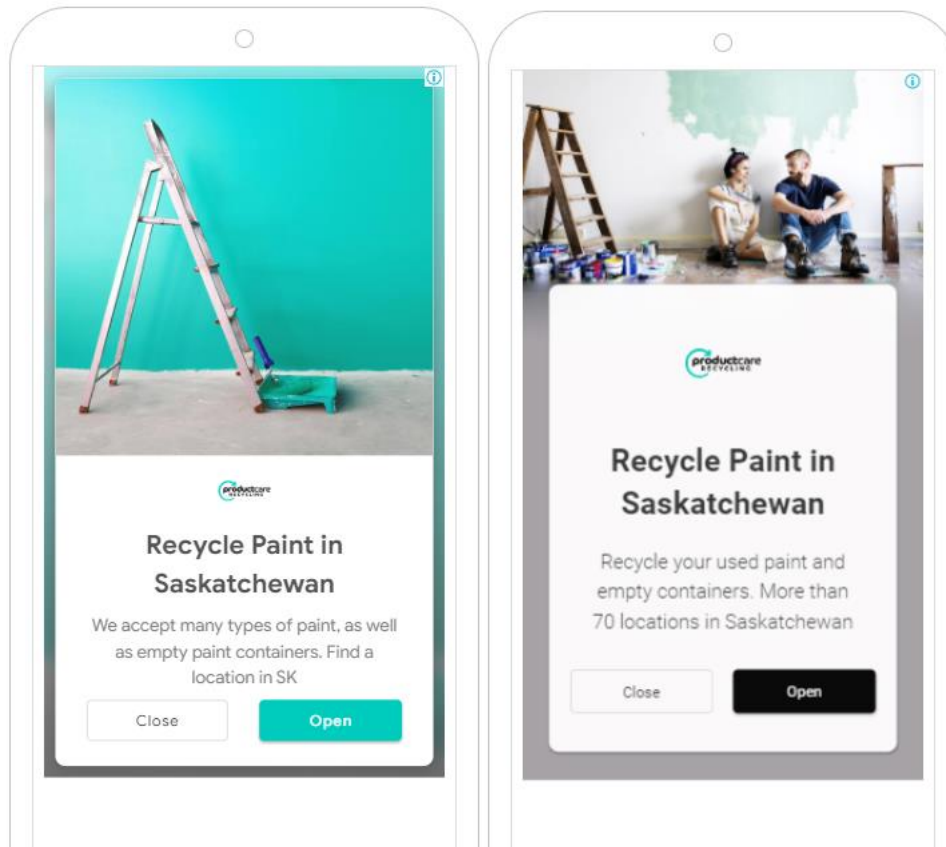 productcare
RECYCLING
Recycle Paint in
Saskatchewan
We accept many types of paint, as well
as empty paint containers. Find a
location in SK
Close
Open
productcare
RECYCLING
Recycle Paint in
Saskatchewan
Recycle your used paint and
empty containers. More than
70 locations in Saskatchewan
Close
Open